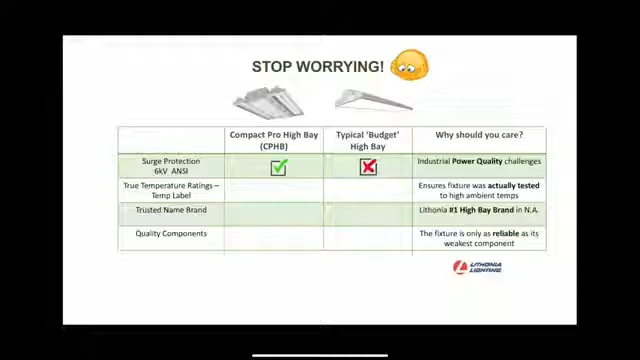 STOP WORRYING!
Compact Pro High Bay
(CPHB)
Typical 'Budget'
High Bay
Why should you care?
Surge Protection
6kV ANSI
Industrial Power Quality challenges
True Temperature Ratings –
Temp Label
Ensures fixture was actually tested
to high ambient temps
Trusted Name Brand
Lithonia #1 High Bay Brand in N.A.
Quality Components
The fixture is only as reliable as its
weakest component
LITHONIA
LIGHTING